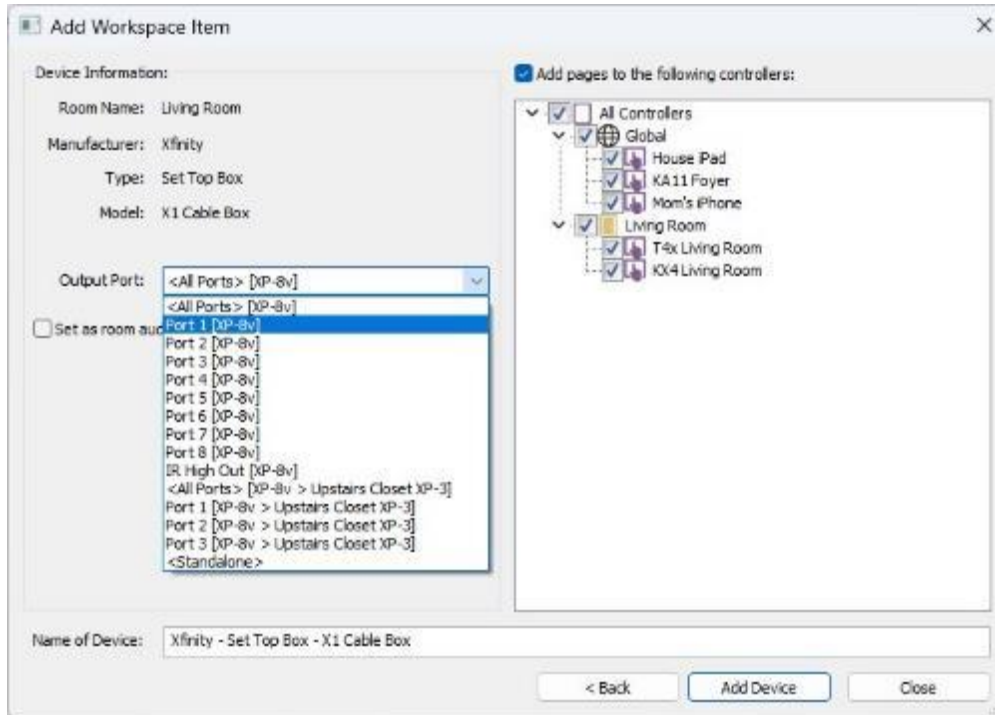 Add Workspace Item
Device Information:
Room Name: Living Room
Manufacturer: Xfinity
Type: Set Top Box
Model: X1 Cable Box
Output Port: <All Ports> [XP-8v]
<All Ports> [XP-8v]
Port 1 [XP-8v]
Port 2 [XP-8v]
Port 3 [XP-8v]
Port 4 [XP-8v]
Port 5 [XP-8v]
Port 6 [XP-8v]
Port 7 [XP-8v]
Port 8 [XP-8v]
IR High Out [XP-8v]
<All Ports> [XP-8v > Upstairs Closet XP-3]
Port 1 [XP-8v > Upstairs Closet XP-3]
Port 2 [XP-8v > Upstairs Closet XP-3]
Port 3 [XP-8v > Upstairs Closet XP-3]
<Standalone>
Set as room aud
Add pages to the following controllers:
All Controllers
Global
House iPad
KA11 Foyer
Mom's iPhone
Living Room
T4x Living Room
KX4 Living Room
Name of Device: Xfinity - Set Top Box - X1 Cable Box
< Back
Add Device
Close